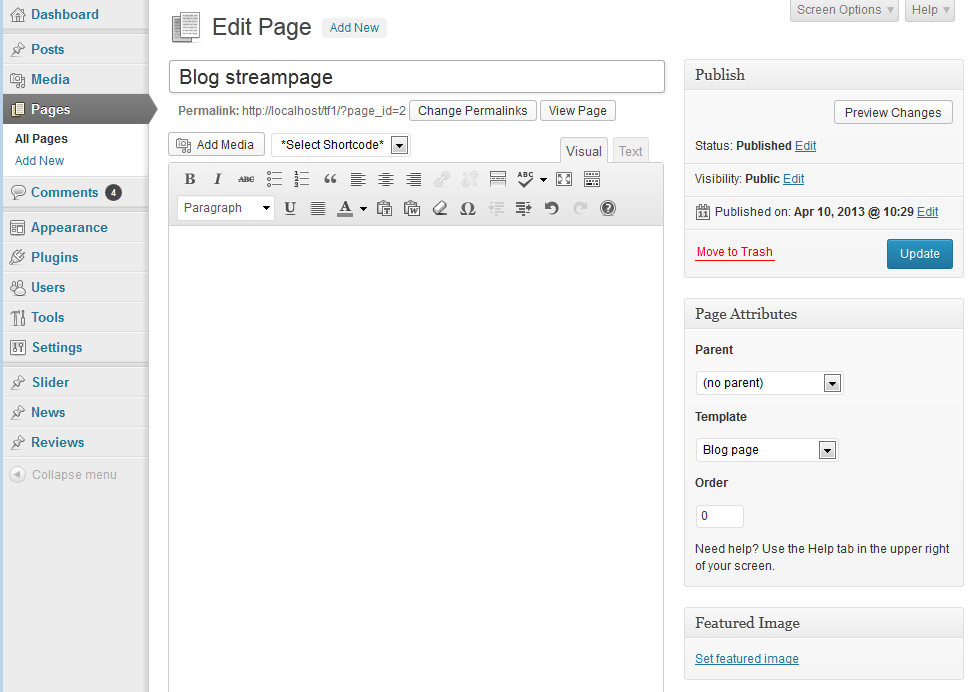 Dashboard
Posts
Media
Pages
All Pages
Add New
Comments 4
Appearance
Plugins
Users
Tools
Settings
Slider
News
Reviews
Collapse menu
Screen Options
Help
Edit Page Add New
Blog streampage
Permalink: http://localhost/tf1/?page_id=2 Change Permalinks View Page
Add Media *Select Shortcode*
Visual Text
B I ABC ABC
Paragraph U A
Publish
Preview Changes
Status: Published Edit
Visibility: Public Edit
11 Published on: Apr 10, 2013 @ 10:29 Edit
Move to Trash Update
Page Attributes
Parent
(no parent)
Template
Blog page
Order
0
Need help? Use the Help tab in the upper right
of your screen.
Featured Image
Set featured image